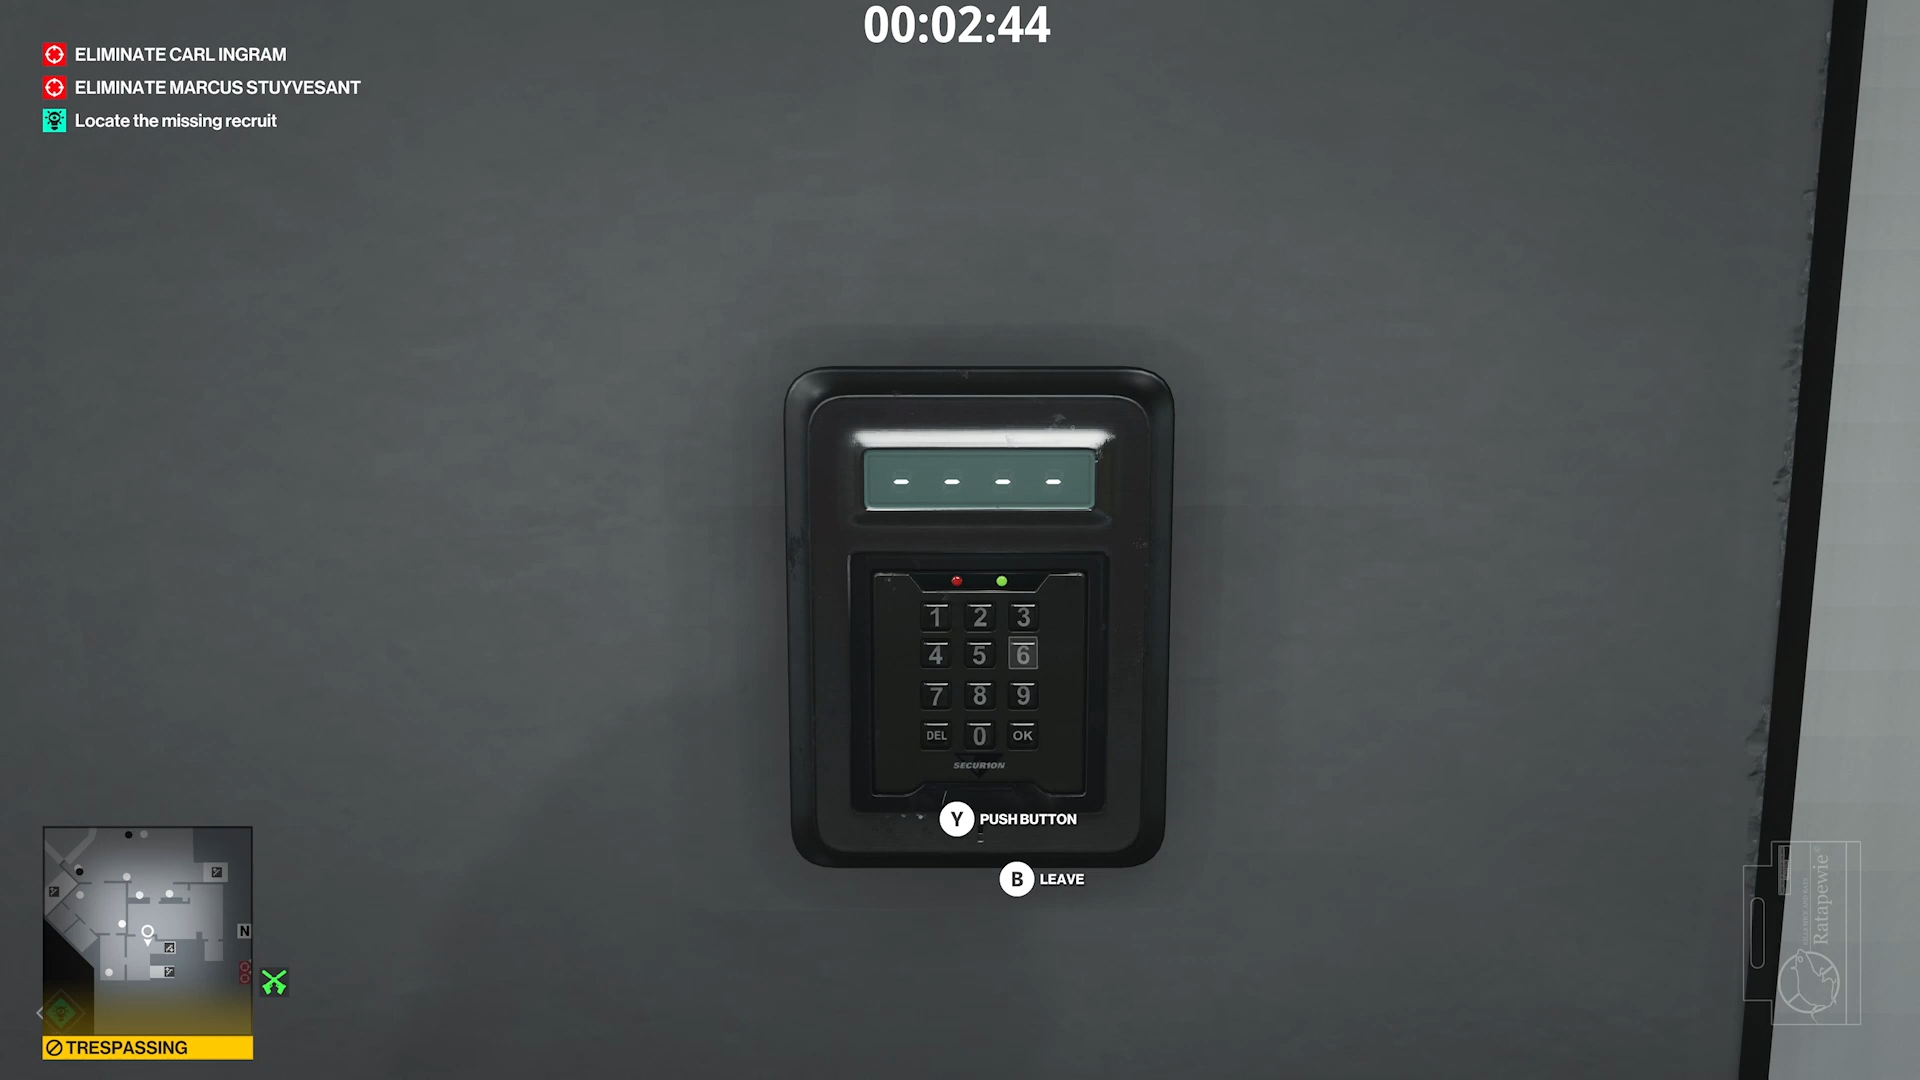 00:02:44
ELIMINATE CARL INGRAM
ELIMINATE MARCUS STUYVESANT
Locate the missing recruit
- - - -
1 2 3
4 5 6
7 8 9
DEL 0 OK
SECURION
Y PUSH BUTTON
B LEAVE
N
TRESPASSING
Ratapewie